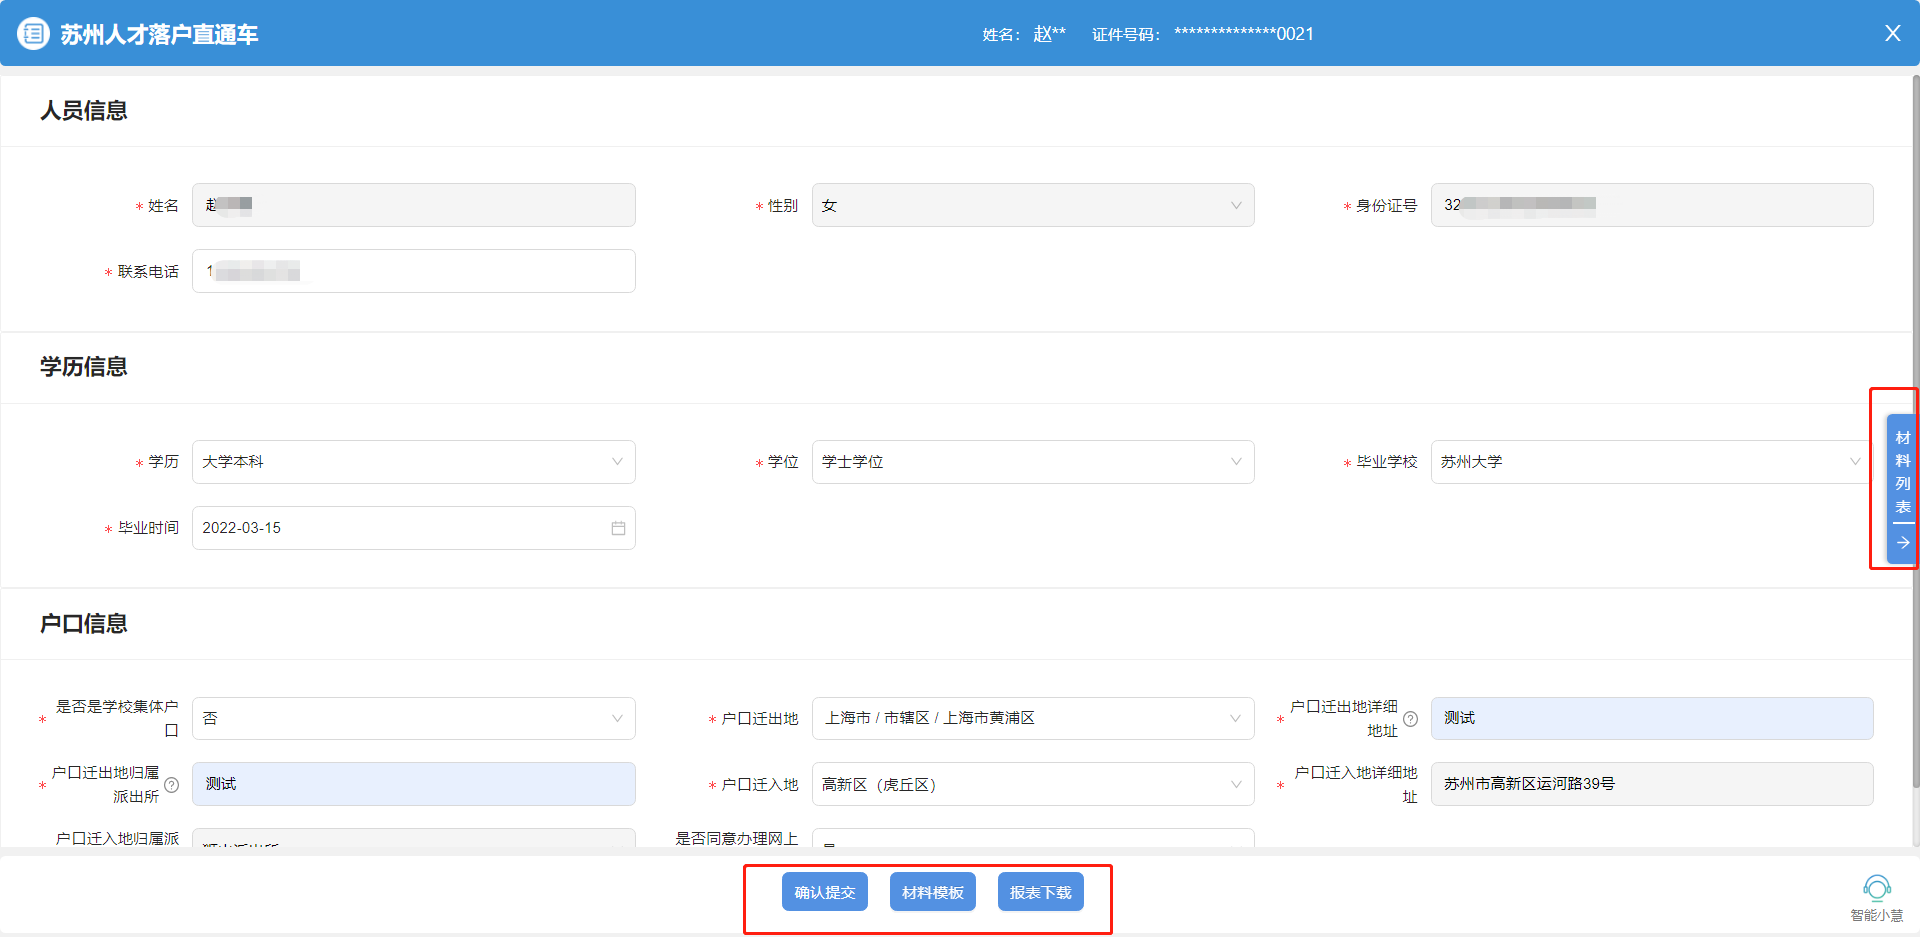 苏州人才落户直通车
姓名： 赵** 证件号码： **************0021
X
人员信息
* 姓名 赵
* 性别 女
* 身份证号 32
* 联系电话 1
学历信息
* 学历 大学本科
* 学位 学士学位
* 毕业学校 苏州大学
* 毕业时间 2022-03-15
材料列表
户口信息
* 是否是学校集体户口 否
* 户口迁出地 上海市 / 市辖区 / 上海市黄浦区
* 户口迁出地详细地址 ? 测试
* 户口迁出地归属派出所 ? 测试
* 户口迁入地 高新区（虎丘区）
* 户口迁入地详细地址 苏州市高新区运河路39号
户口迁入地归属派
是否同意办理网上
确认提交 材料模板 报表下载
智能小慧